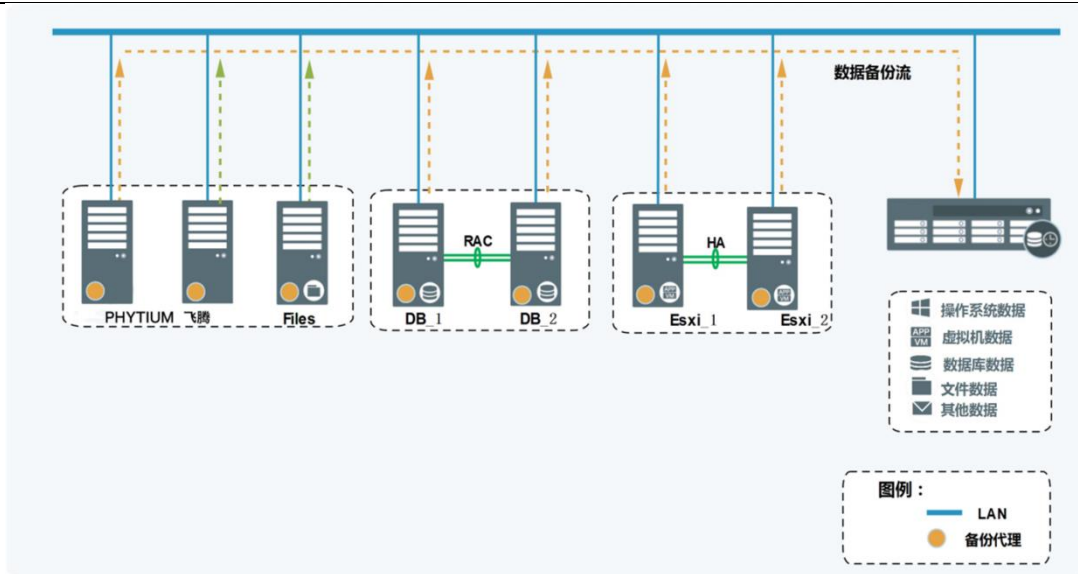 数据备份流
RAC
HA
PHYTIUM 飞腾
Files
DB_1
DB_2
Esxi_1
Esxi_2
操作系统数据
APP
VM
虚拟机数据
数据库数据
文件数据
其他数据
图例：
LAN
备份代理